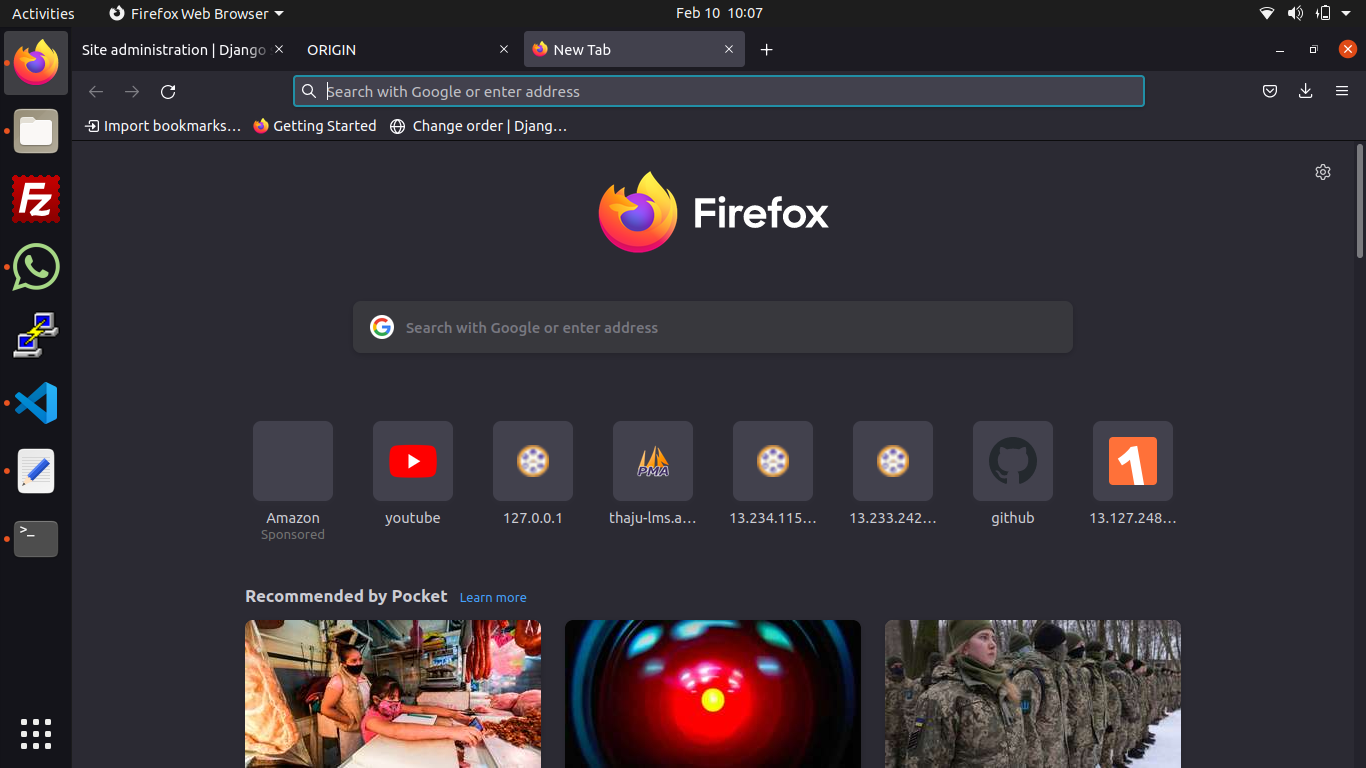 Activities
Firefox Web Browser
Feb 10 10:07
Site administration | Django
ORIGIN
New Tab
Search with Google or enter address
Import bookmarks…
Getting Started
Change order | Djang…
Firefox
Search with Google or enter address
Amazon
Sponsored
youtube
127.0.0.1
PMA
thaju-lms.a…
13.234.115…
13.233.242…
github
1
13.127.248…
Fz
>_
Recommended by Pocket
Learn more